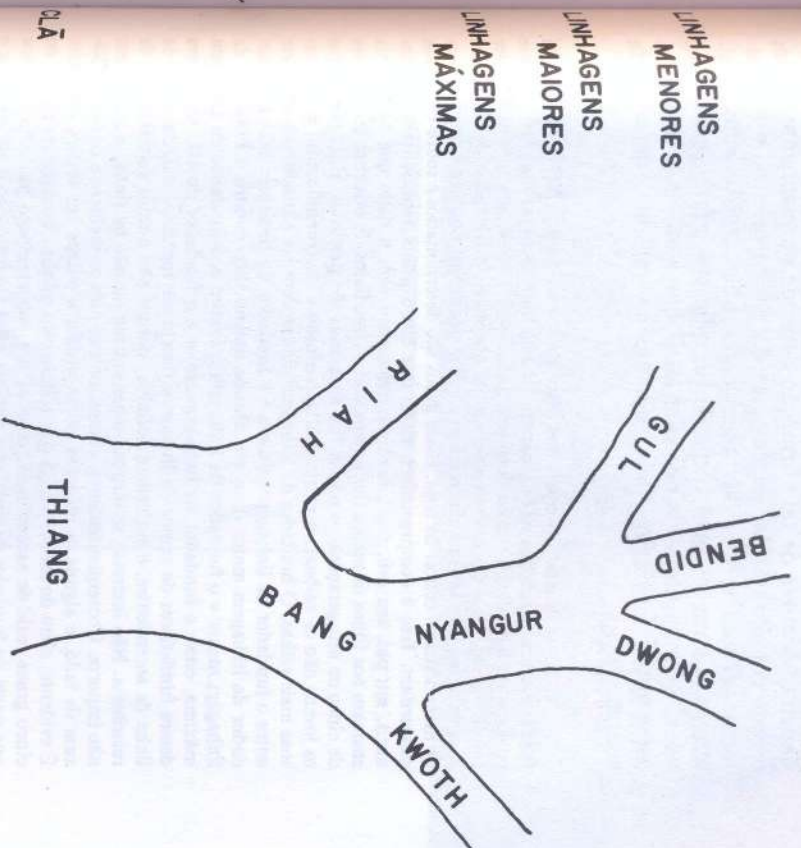 LINHAGENS
MENORES
LINHAGENS
MAIORES
LINHAGENS
MÁXIMAS
CLÃ
GUL
BENDID
DWONG
RIAH
NYANGUR
BANG
KWOTH
THIANG